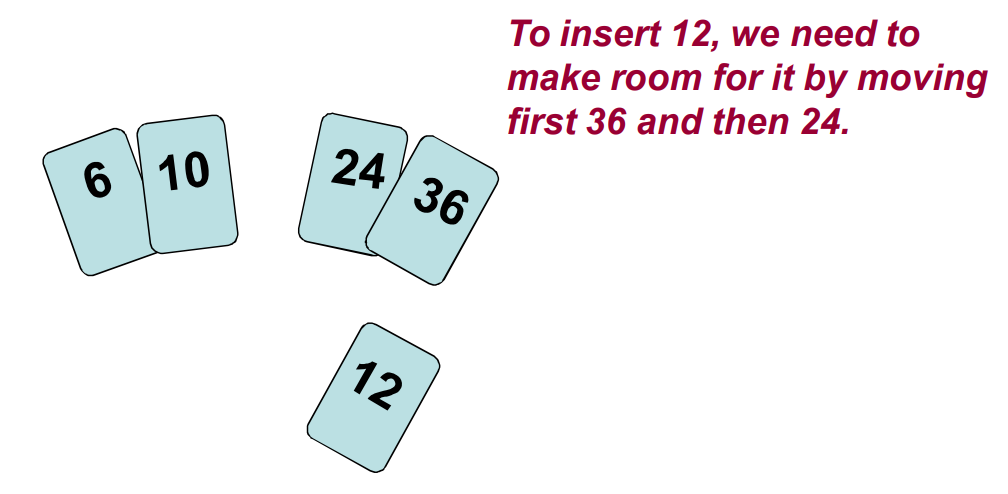 To insert 12, we need to
make room for it by moving
first 36 and then 24.
6 10 24 36
12